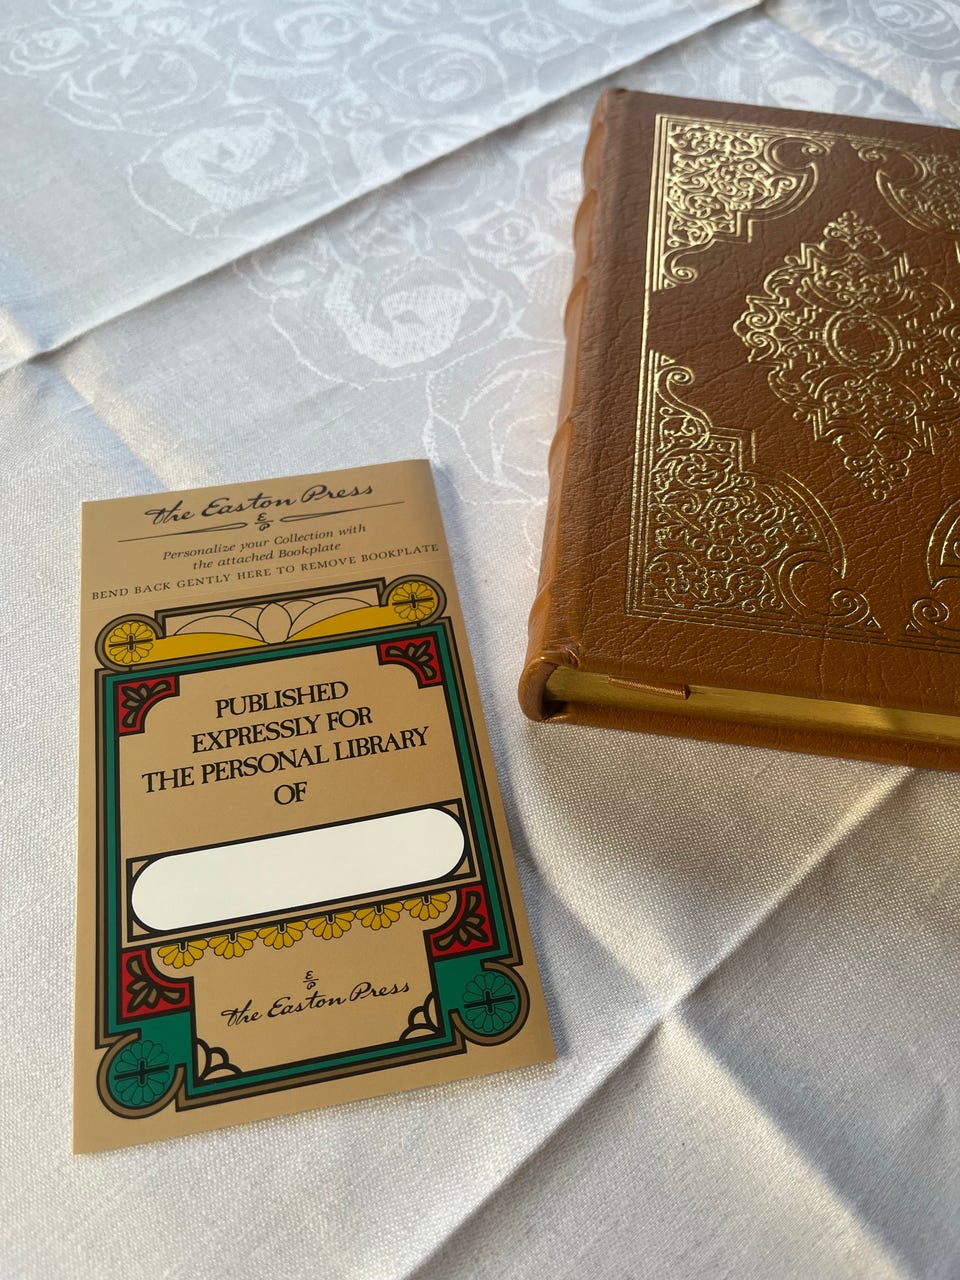 the Easton Press
E
P
Personalize your Collection with
the attached Bookplate
BEND BACK GENTLY HERE TO REMOVE BOOKPLATE
PUBLISHED
EXPRESSLY FOR
THE PERSONAL LIBRARY
OF
E
P
the Easton Press